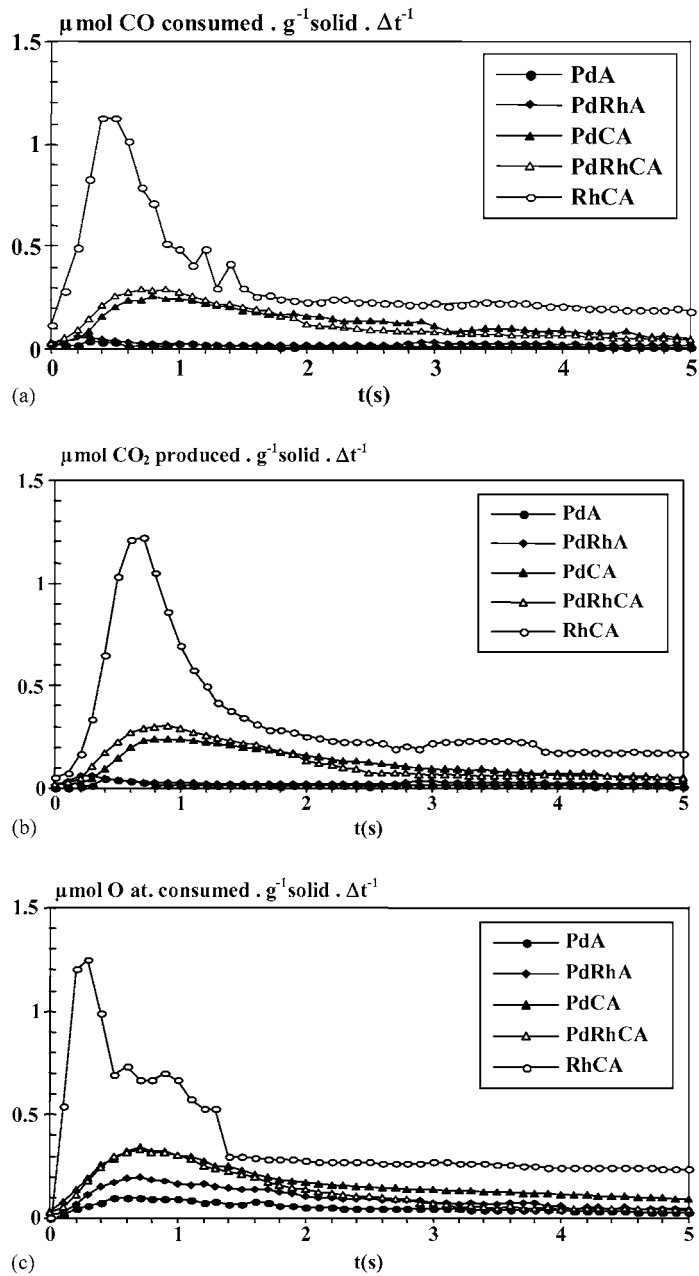 μmol CO consumed . g⁻¹solid . Δt⁻¹
1.5
1
0.5
0
PdA
PdRhA
PdCA
PdRhCA
RhCA
0 1 2 3 4 5
(a) t(s)
μmol CO₂ produced . g⁻¹solid . Δt⁻¹
1.5
1
0.5
0
PdA
PdRhA
PdCA
PdRhCA
RhCA
0 1 2 3 4 5
(b) t(s)
μmol O at. consumed . g⁻¹solid . Δt⁻¹
1.5
1
0.5
0
PdA
PdRhA
PdCA
PdRhCA
RhCA
0 1 2 3 4 5
(c) t(s)